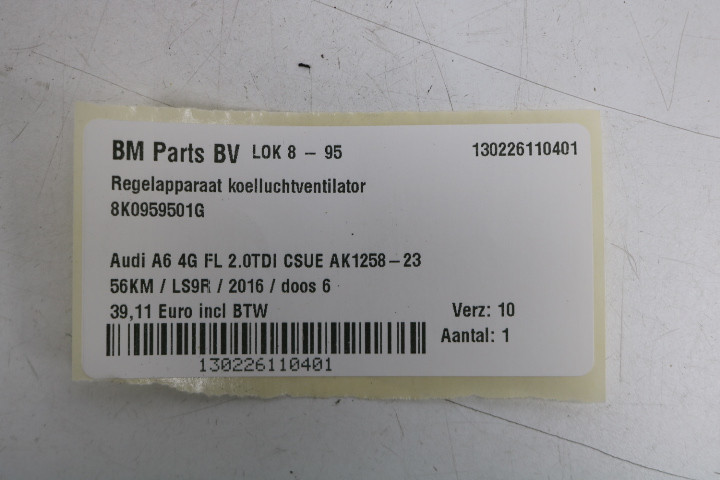 BM Parts BV LOK 8 - 95 130226110401
Regelapparaat koelluchtventilator
8K0959501G
Audi A6 4G FL 2.0TDI CSUE AK1258-23
56KM / LS9R / 2016 / doos 6
39,11 Euro incl BTW Verz: 10
Aantal: 1
130226110401